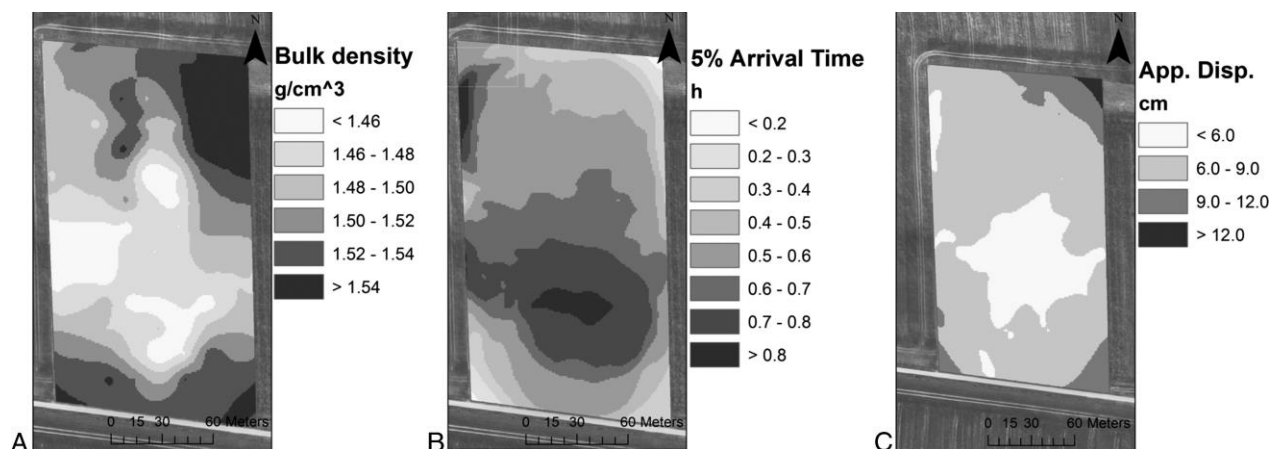 N
Bulk density
g/cm^3
< 1.46
1.46 - 1.48
1.48 - 1.50
1.50 - 1.52
1.52 - 1.54
> 1.54
0 15 30 60 Meters
A
N
5% Arrival Time
h
< 0.2
0.2 - 0.3
0.3 - 0.4
0.4 - 0.5
0.5 - 0.6
0.6 - 0.7
0.7 - 0.8
> 0.8
0 15 30 60 Meters
B
N
App. Disp.
cm
< 6.0
6.0 - 9.0
9.0 - 12.0
> 12.0
0 15 30 60 Meters
C